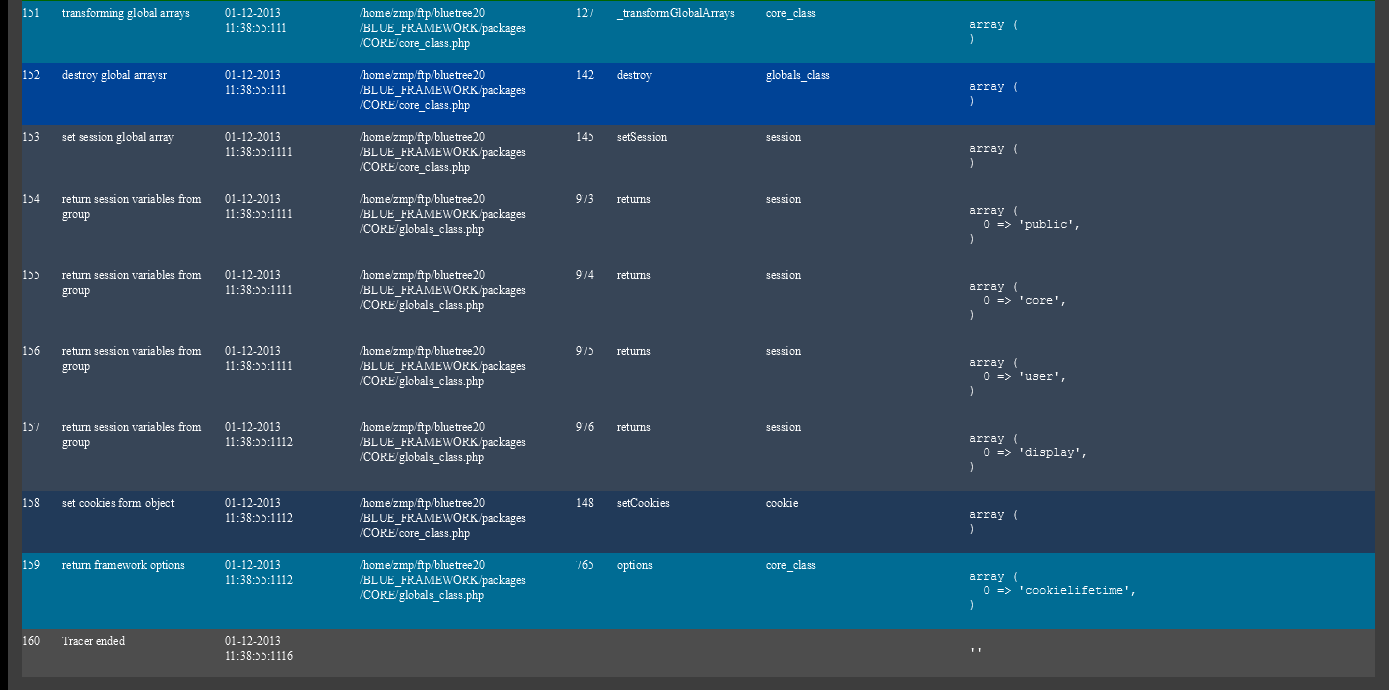 151 transforming global arrays 01-12-2013 /home/zmp/ftp/bluetree20 127 _transformGlobalArrays core_class
11:38:55:111 /BLUE_FRAMEWORK/packages array (
/CORE/core_class.php )
152 destroy global arraysr 01-12-2013 /home/zmp/ftp/bluetree20 142 destroy globals_class
11:38:55:111 /BLUE_FRAMEWORK/packages array (
/CORE/core_class.php )
153 set session global array 01-12-2013 /home/zmp/ftp/bluetree20 145 setSession session
11:38:55:1111 /BLUE_FRAMEWORK/packages array (
/CORE/core_class.php )
154 return session variables from 01-12-2013 /home/zmp/ftp/bluetree20 973 returns session
group 11:38:55:1111 /BLUE_FRAMEWORK/packages array (
/CORE/globals_class.php 0 => 'public',
)
155 return session variables from 01-12-2013 /home/zmp/ftp/bluetree20 974 returns session
group 11:38:55:1111 /BLUE_FRAMEWORK/packages array (
/CORE/globals_class.php 0 => 'core',
)
156 return session variables from 01-12-2013 /home/zmp/ftp/bluetree20 975 returns session
group 11:38:55:1111 /BLUE_FRAMEWORK/packages array (
/CORE/globals_class.php 0 => 'user',
)
157 return session variables from 01-12-2013 /home/zmp/ftp/bluetree20 976 returns session
group 11:38:55:1112 /BLUE_FRAMEWORK/packages array (
/CORE/globals_class.php 0 => 'display',
)
158 set cookies form object 01-12-2013 /home/zmp/ftp/bluetree20 148 setCookies cookie
11:38:55:1112 /BLUE_FRAMEWORK/packages array (
/CORE/core_class.php )
159 return framework options 01-12-2013 /home/zmp/ftp/bluetree20 765 options core_class
11:38:55:1112 /BLUE_FRAMEWORK/packages array (
/CORE/globals_class.php 0 => 'cookielifetime',
)
160 Tracer ended 01-12-2013
11:38:55:1116 ''